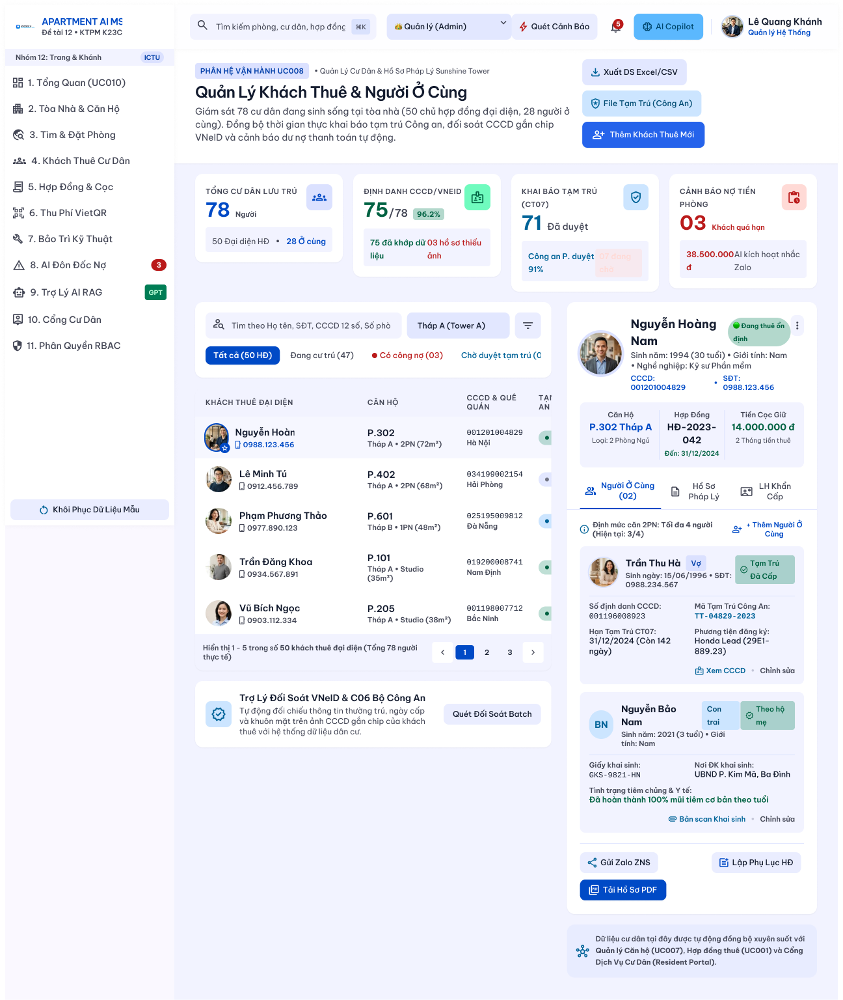 APARTMENT AI MS
Đề tài 12 • KTPM K23C
Nhóm 12: Trang & Khánh
ICTU
1. Tổng Quan (UC010)
2. Tòa Nhà & Căn Hộ
3. Tìm & Đặt Phòng
4. Khách Thuê Cư Dân
5. Hợp Đồng & Cọc
6. Thu Phí VietQR
7. Bảo Trì Kỹ Thuật
8. AI Đôn Đốc Nợ
3
9. Trợ Lý AI RAG
GPT
10. Cổng Cư Dân
11. Phân Quyền RBAC
Khôi Phục Dữ Liệu Mẫu
Tìm kiếm phòng, cư dân, hợp đồng
⌘K
Quản lý (Admin)
Quét Cảnh Báo
5
AI Copilot
Lê Quang Khánh
Quản lý Hệ Thống
PHÂN HỆ VẬN HÀNH UC008
• Quản Lý Cư Dân & Hồ Sơ Pháp Lý Sunshine Tower
Quản Lý Khách Thuê & Người Ở Cùng
Giám sát 78 cư dân đang sinh sống tại tòa nhà (50 chủ hợp đồng đại diện, 28 người ở
cùng). Đồng bộ thời gian thực khai báo tạm trú Công an, đối soát CCCD gắn chip
VNeID và cảnh báo dư nợ thanh toán tự động.
Xuất DS Excel/CSV
File Tạm Trú (Công An)
Thêm Khách Thuê Mới
TỔNG CƯ DÂN LƯU TRÚ
78 Người
50 Đại diện HĐ • 28 Ở cùng
ĐỊNH DANH CCCD/VNEID
75/78 96.2%
75 đã khớp dữ liệu
03 hồ sơ thiếu ảnh
KHAI BÁO TẠM TRÚ
(CT07)
71 Đã duyệt
Công an P. duyệt 91%
07 đang chờ
CẢNH BÁO NỢ TIỀN
PHÒNG
03 Khách quá hạn
38.500.000 đ
AI kích hoạt nhắc Zalo
Tìm theo Họ tên, SĐT, CCCD 12 số, Số phò
Tháp A (Tower A)
Tất cả (50 HĐ)
Đang cư trú (47)
Có công nợ (03)
Chờ duyệt tạm trú (0
KHÁCH THUÊ ĐẠI DIỆN
CĂN HỘ
CCCD & QUÊ
QUÁN
TẠM
AN
Nguyễn Hoàn
0988.123.456
P.302
Tháp A • 2PN (72m²)
001201004829
Hà Nội
Lê Minh Tú
0912.456.789
P.402
Tháp A • 2PN (68m²)
034199002154
Hải Phòng
Phạm Phương Thảo
0977.890.123
P.601
Tháp B • 1PN (48m²)
025195009812
Đà Nẵng
Trần Đăng Khoa
0934.567.891
P.101
Tháp A • Studio
(35m²)
019200008741
Nam Định
Vũ Bích Ngọc
0903.112.334
P.205
Tháp A • Studio (38m²)
001198007712
Bắc Ninh
Hiển thị 1 - 5 trong số 50 khách thuê đại diện (Tổng 78 người
thực tế)
1
2
3
Trợ Lý Đối Soát VNeID & C06 Bộ Công An
Tự động đối chiếu thông tin thường trú, ngày cấp
và khuôn mặt trên ảnh CCCD gắn chip của khách
thuê với hệ thống dữ liệu dân cư.
Quét Đối Soát Batch
Nguyễn Hoàng
Nam
Đang thuê ổn
định
Sinh năm: 1994 (30 tuổi) • Giới tính: Nam
• Nghề nghiệp: Kỹ sư Phần mềm
CCCD:
001201004829
•
SĐT:
0988.123.456
Căn Hộ
P.302 Tháp A
Loại: 2 Phòng Ngủ
Hợp Đồng
HĐ-2023-
042
Đến: 31/12/2024
Tiền Cọc Giữ
14.000.000 đ
2 Tháng tiền thuê
Người Ở Cùng
(02)
Hồ Sơ
Pháp Lý
LH Khẩn
Cấp
Định mức căn 2PN: Tối đa 4 người
(Hiện tại: 3/4)
+ Thêm Người Ở
Cùng
Trần Thu Hà
Vợ
Tạm Trú
Đã Cấp
Sinh ngày: 15/06/1996 • SĐT:
0988.234.567
Số định danh CCCD:
001196008923
Mã Tạm Trú Công An:
TT-04829-2023
Hạn Tạm Trú CT07:
31/12/2024 (Còn 142
ngày)
Phương tiện đăng ký:
Honda Lead (29E1-
889.23)
Xem CCCD • Chỉnh sửa
BN
Nguyễn Bảo
Nam
Con
trai
Theo hộ
mẹ
Sinh năm: 2021 (3 tuổi) • Giới
tính: Nam
Giấy khai sinh:
GKS-9821-HN
Nơi ĐK khai sinh:
UBND P. Kim Mã, Ba Đình
Tình trạng tiêm chủng & Y tế:
Đã hoàn thành 100% mũi tiêm cơ bản theo tuổi
Bản scan Khai sinh • Chỉnh sửa
Gửi Zalo ZNS
Lập Phụ Lục HĐ
Tải Hồ Sơ PDF
Dữ liệu cư dân tại đây được tự động đồng bộ xuyên suốt với
Quản lý Căn hộ (UC007), Hợp đồng thuê (UC001) và Cổng
Dịch Vụ Cư Dân (Resident Portal).